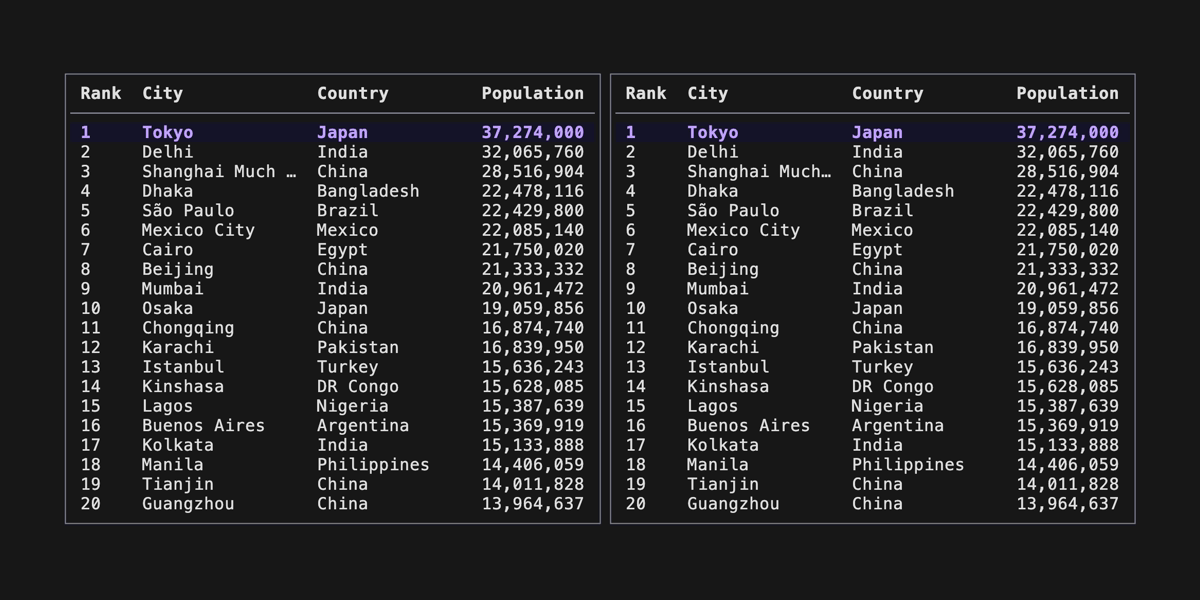 Rank City Country Population
1 Tokyo Japan 37,274,000
2 Delhi India 32,065,760
3 Shanghai Much … China 28,516,904
4 Dhaka Bangladesh 22,478,116
5 São Paulo Brazil 22,429,800
6 Mexico City Mexico 22,085,140
7 Cairo Egypt 21,750,020
8 Beijing China 21,333,332
9 Mumbai India 20,961,472
10 Osaka Japan 19,059,856
11 Chongqing China 16,874,740
12 Karachi Pakistan 16,839,950
13 Istanbul Turkey 15,636,243
14 Kinshasa DR Congo 15,628,085
15 Lagos Nigeria 15,387,639
16 Buenos Aires Argentina 15,369,919
17 Kolkata India 15,133,888
18 Manila Philippines 14,406,059
19 Tianjin China 14,011,828
20 Guangzhou China 13,964,637
Rank City Country Population
1 Tokyo Japan 37,274,000
2 Delhi India 32,065,760
3 Shanghai Much… China 28,516,904
4 Dhaka Bangladesh 22,478,116
5 São Paulo Brazil 22,429,800
6 Mexico City Mexico 22,085,140
7 Cairo Egypt 21,750,020
8 Beijing China 21,333,332
9 Mumbai India 20,961,472
10 Osaka Japan 19,059,856
11 Chongqing China 16,874,740
12 Karachi Pakistan 16,839,950
13 Istanbul Turkey 15,636,243
14 Kinshasa DR Congo 15,628,085
15 Lagos Nigeria 15,387,639
16 Buenos Aires Argentina 15,369,919
17 Kolkata India 15,133,888
18 Manila Philippines 14,406,059
19 Tianjin China 14,011,828
20 Guangzhou China 13,964,637